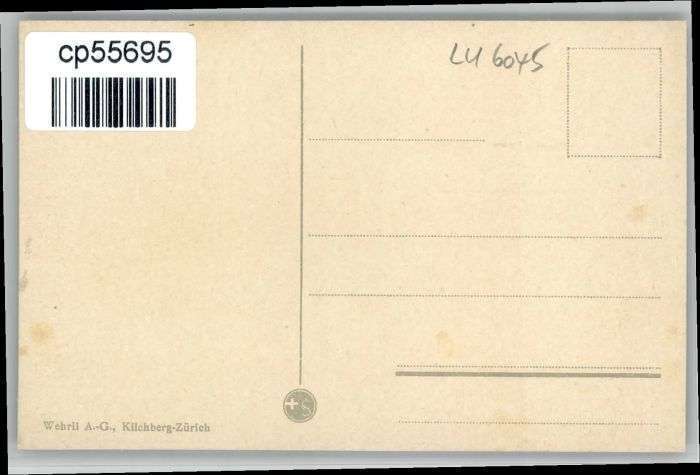 cp55695
LU 6045
Wehrli A.-G., Kilchberg-Zürich